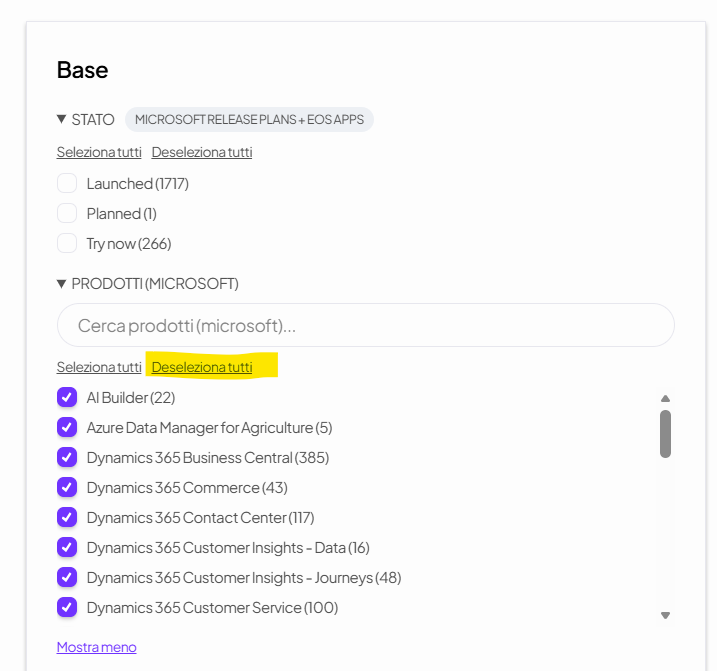 Base
STATO MICROSOFT RELEASE PLANS + EOS APPS
Seleziona tutti Deseleziona tutti
Launched (1717)
Planned (1)
Try now (266)
PRODOTTI (MICROSOFT)
Cerca prodotti (microsoft)...
Seleziona tutti Deseleziona tutti
AI Builder (22)
Azure Data Manager for Agriculture (5)
Dynamics 365 Business Central (385)
Dynamics 365 Commerce (43)
Dynamics 365 Contact Center (117)
Dynamics 365 Customer Insights - Data (16)
Dynamics 365 Customer Insights - Journeys (48)
Dynamics 365 Customer Service (100)
Mostra meno